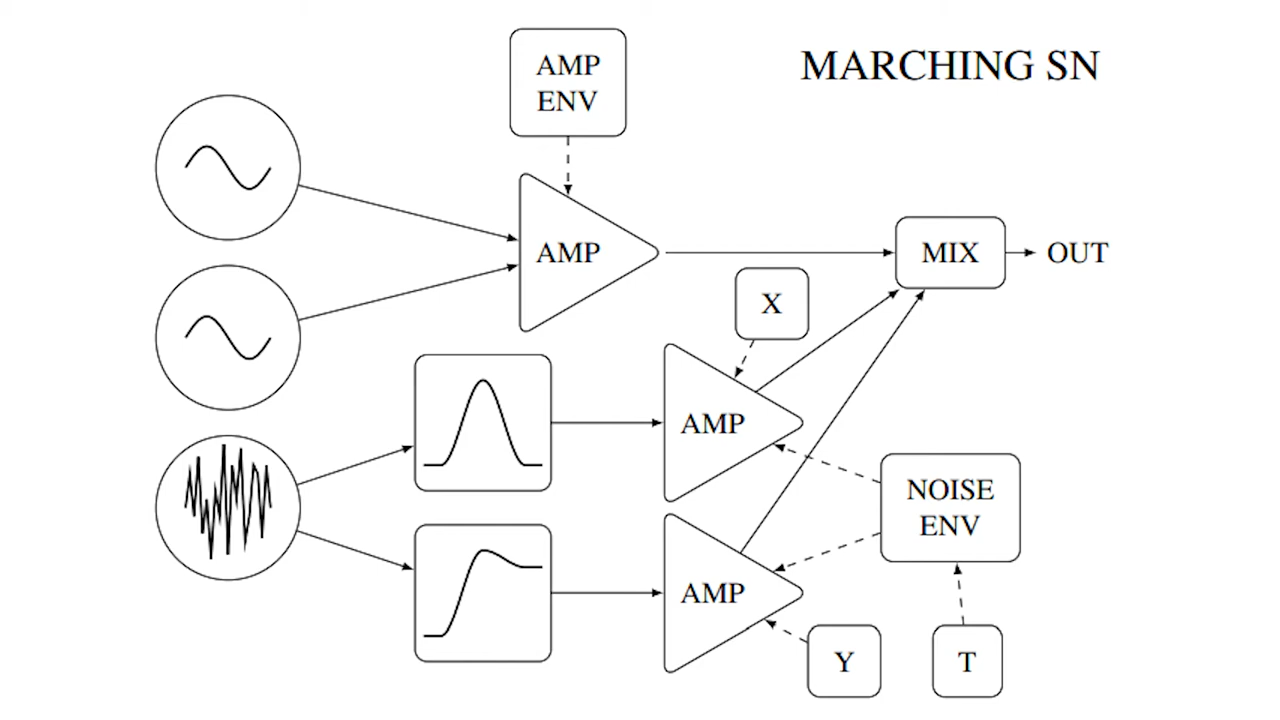 AMP
ENV
MARCHING SN
AMP
MIX
OUT
X
AMP
NOISE
ENV
AMP
Y
T